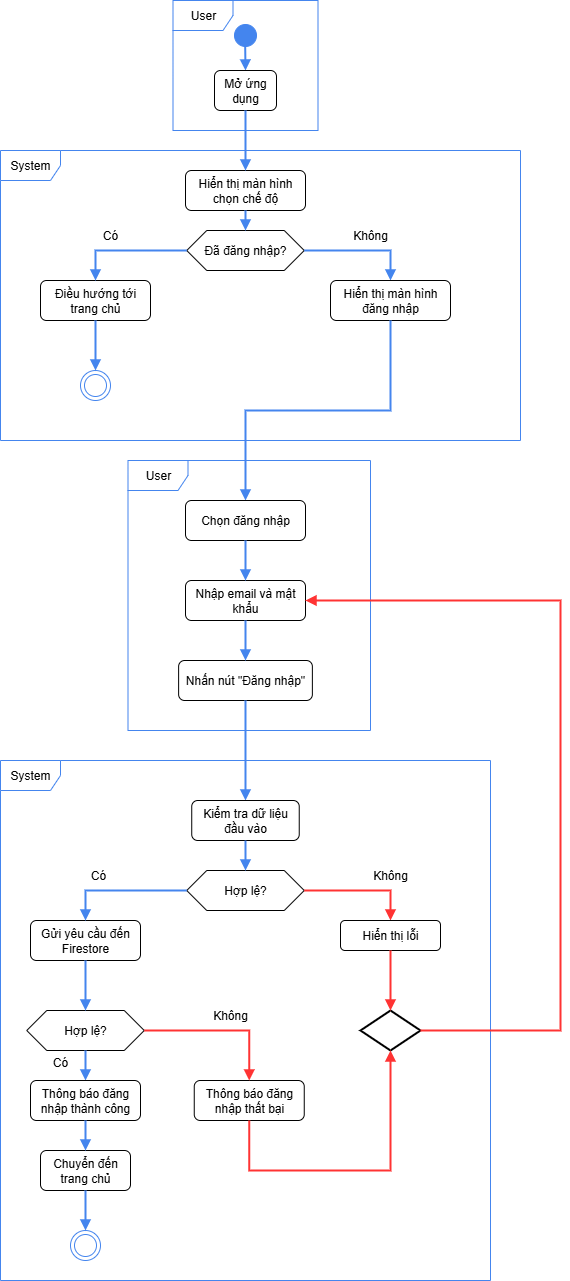 User
Mở ứng
dụng
System
Hiển thị màn hình
chọn chế độ
Có
Không
Đã đăng nhập?
Điều hướng tới
trang chủ
Hiển thị màn hình
đăng nhập
User
Chọn đăng nhập
Nhập email và mật
khẩu
Nhấn nút "Đăng nhập"
System
Kiểm tra dữ liệu
đầu vào
Có
Không
Hợp lệ?
Gửi yêu cầu đến
Firestore
Hiển thị lỗi
Không
Hợp lệ?
Có
Thông báo đăng
nhập thành công
Thông báo đăng
nhập thất bại
Chuyển đến
trang chủ